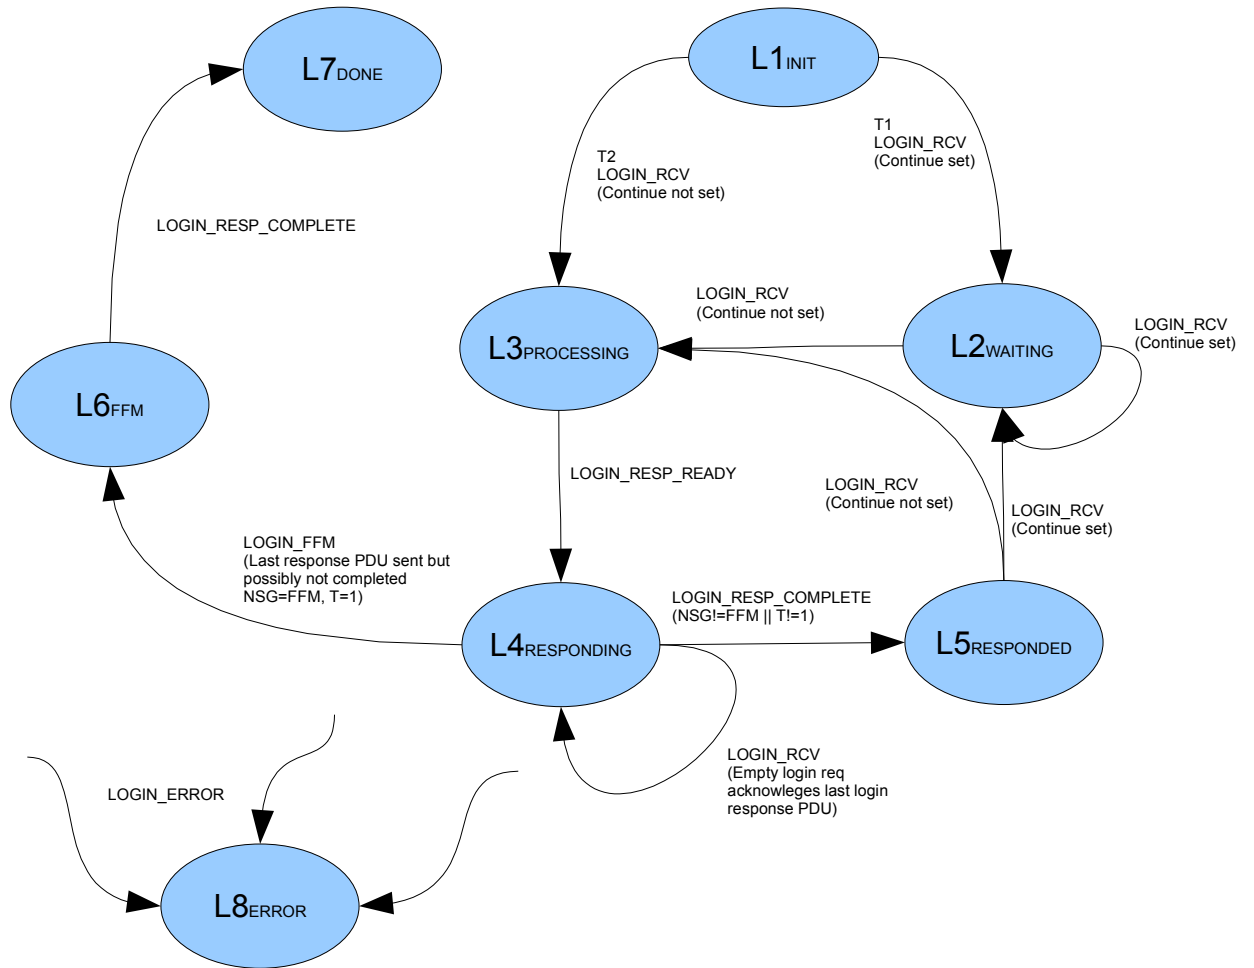 L7DONE
L1INIT
T1
LOGIN_RCV
(Continue set)
T2
LOGIN_RCV
(Continue not set)
LOGIN_RESP_COMPLETE
LOGIN_RCV
(Continue not set)
LOGIN_RCV
(Continue set)
L3PROCESSING
L2WAITING
L6FFM
LOGIN_RESP_READY
LOGIN_RCV
(Continue not set)
LOGIN_RCV
(Continue set)
LOGIN_FFM
(Last response PDU sent but
possibly not completed
NSG=FFM, T=1)
LOGIN_RESP_COMPLETE
(NSG!=FFM || T!=1)
L4RESPONDING
L5RESPONDED
LOGIN_RCV
(Empty login req
acknowleges last login
response PDU)
LOGIN_ERROR
L8ERROR